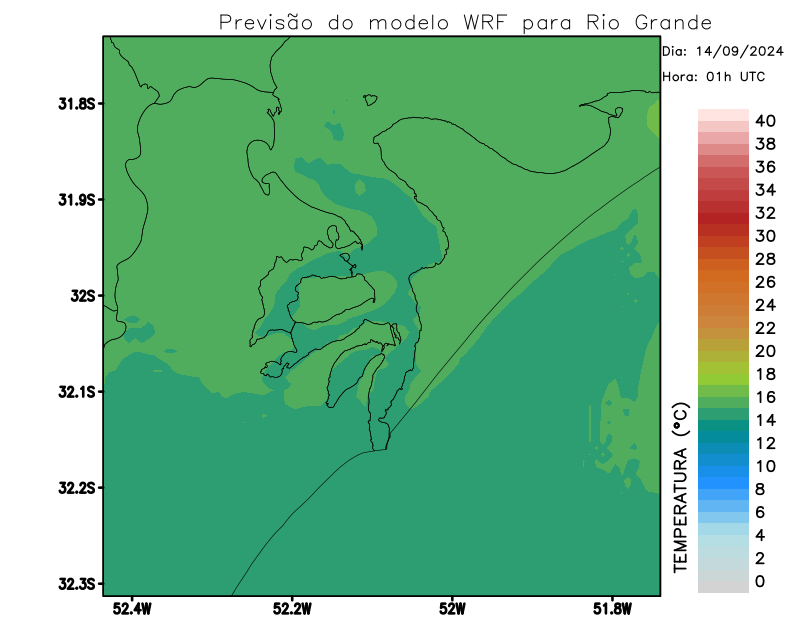 Previsão do modelo WRF para Rio Grande
Dia: 14/09/2024
Hora: 01h UTC
31.8S
31.9S
32S
32.1S
32.2S
32.3S
52.4W
52.2W
52W
51.8W
TEMPERATURA (°C)
40
38
36
34
32
30
28
26
24
22
20
18
16
14
12
10
8
6
4
2
0